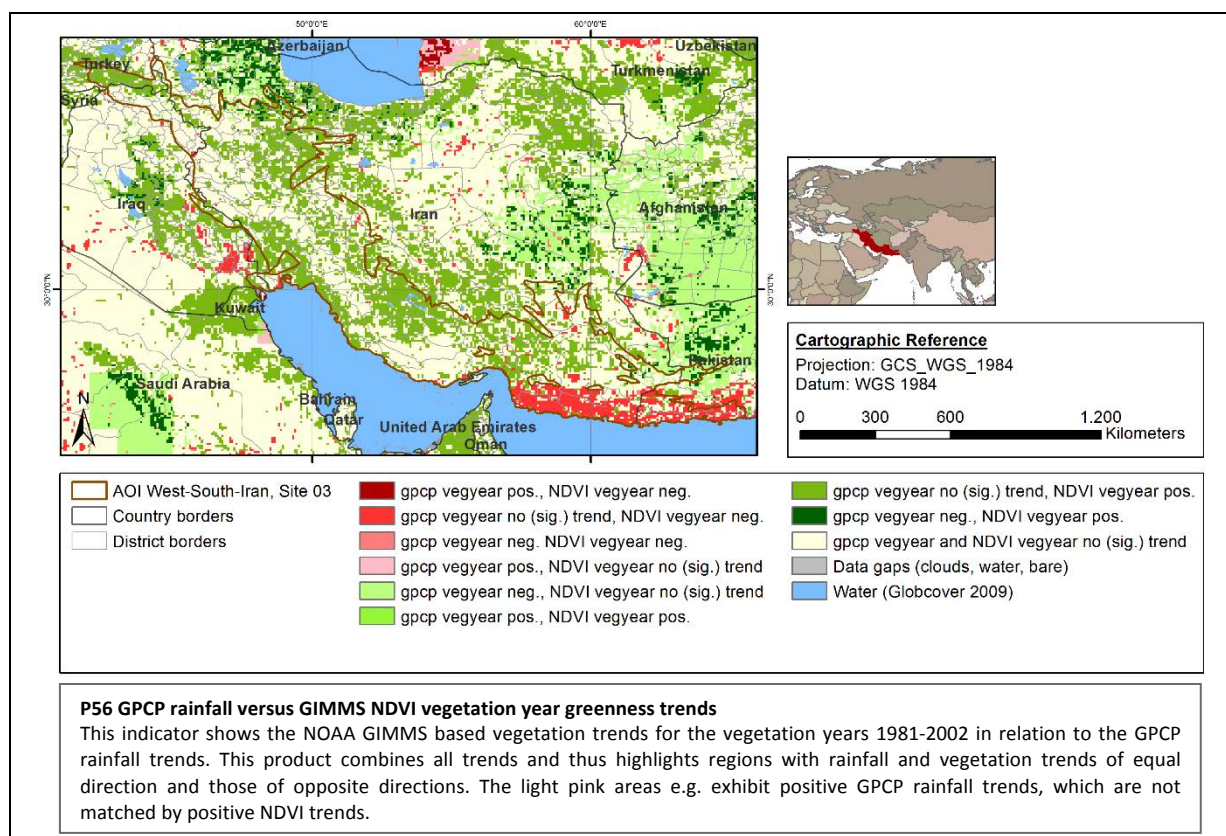 50°0'0"E
60°0'0"E
Azerbaijan
Uzbekistan
Turkey
Turkmenistan
Syria
Iraq
Iran
Afghanistan
30°0'0"N
30°0'0"N
Kuwait
Pakistan
Saudi Arabia
N
Bahrain
Qatar
United Arab Emirates
Oman
50°0'0"E
60°0'0"E
Cartographic Reference
Projection: GCS_WGS_1984
Datum: WGS 1984
0 300 600 1.200
Kilometers
AOI West-South-Iran, Site 03
Country borders
District borders
gpcp vegyear pos., NDVI vegyear neg.
gpcp vegyear no (sig.) trend, NDVI vegyear neg.
gpcp vegyear neg. NDVI vegyear neg.
gpcp vegyear pos., NDVI vegyear no (sig.) trend
gpcp vegyear neg., NDVI vegyear no (sig.) trend
gpcp vegyear pos., NDVI vegyear pos.
gpcp vegyear no (sig.) trend, NDVI vegyear pos.
gpcp vegyear neg., NDVI vegyear pos.
gpcp vegyear and NDVI vegyear no (sig.) trend
Data gaps (clouds, water, bare)
Water (Globcover 2009)
P56 GPCP rainfall versus GIMMS NDVI vegetation year greenness trends
This indicator shows the NOAA GIMMS based vegetation trends for the vegetation years 1981-2002 in relation to the GPCP
rainfall trends. This product combines all trends and thus highlights regions with rainfall and vegetation trends of equal
direction and those of opposite directions. The light pink areas e.g. exhibit positive GPCP rainfall trends, which are not
matched by positive NDVI trends.